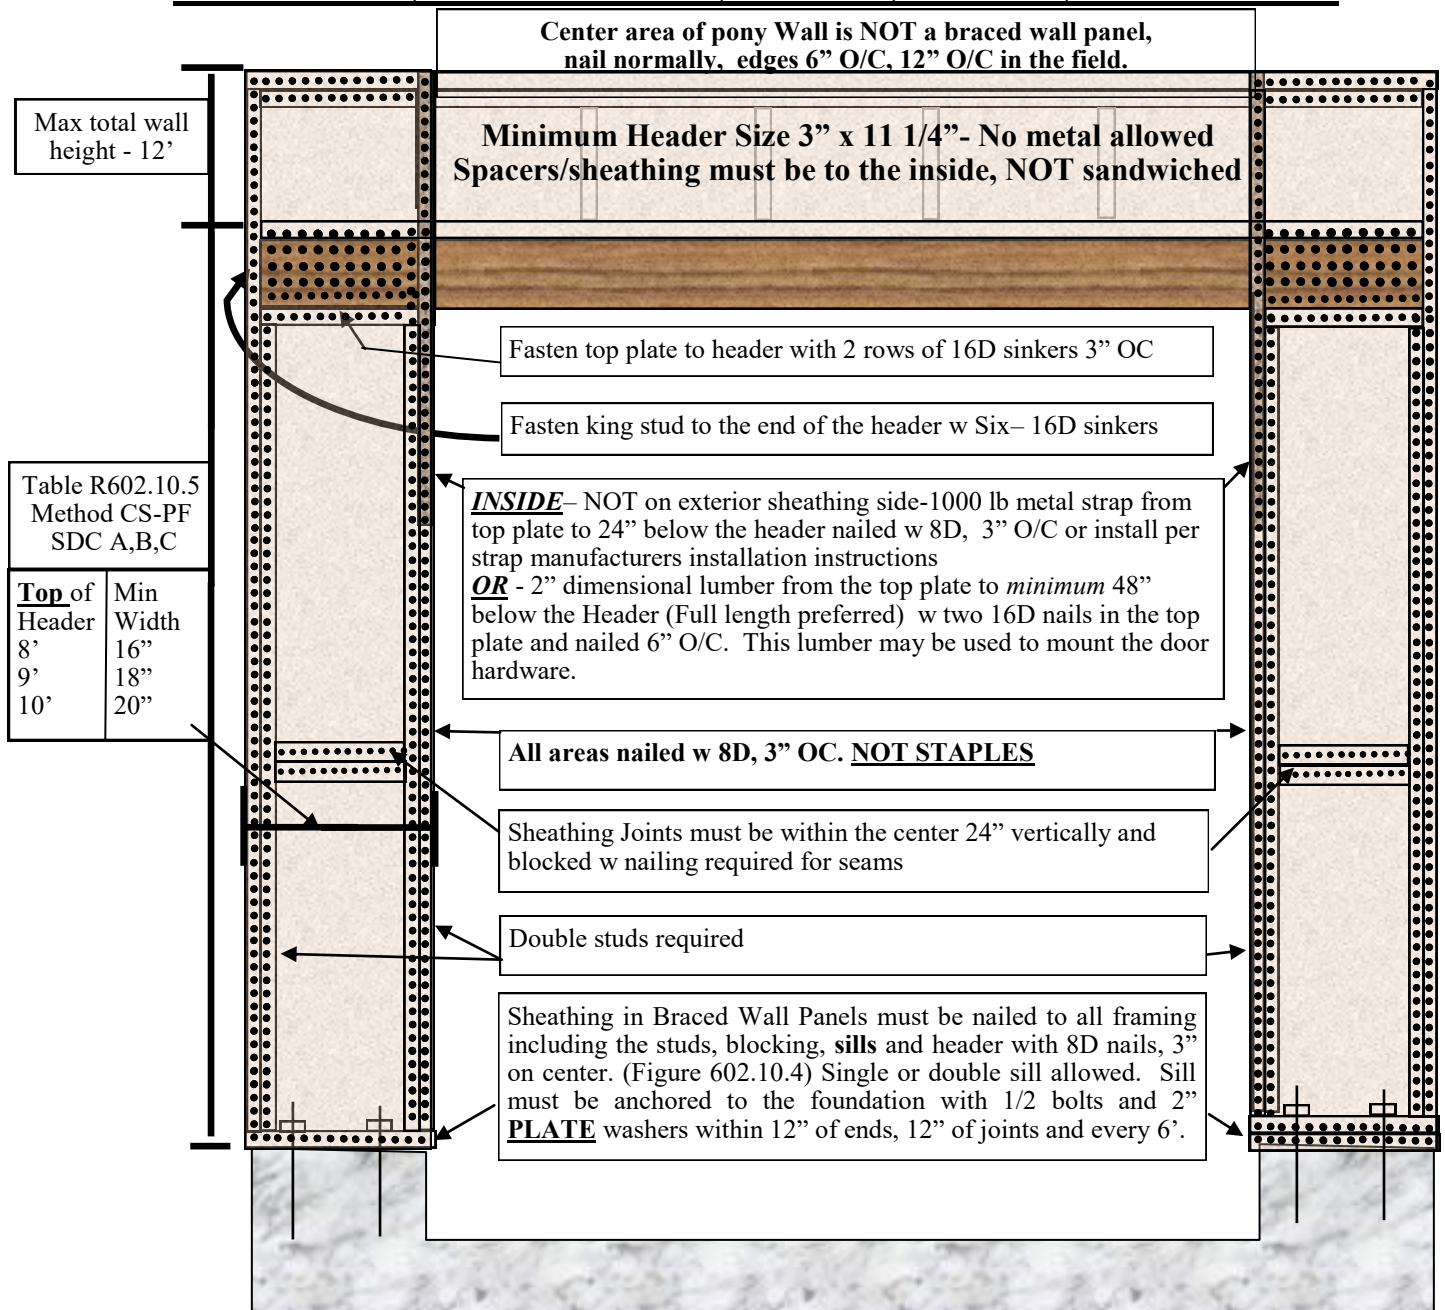 Center area of pony Wall is NOT a braced wall panel,
nail normally, edges 6” O/C, 12” O/C in the field.
Max total wall
height - 12’
Minimum Header Size 3” x 11 1/4”- No metal allowed
Spacers/sheathing must be to the inside, NOT sandwiched
Fasten top plate to header with 2 rows of 16D sinkers 3” OC
Fasten king stud to the end of the header w Six– 16D sinkers
Table R602.10.5
Method CS-PF
SDC A,B,C
Top of Min
Header Width
8’ 16”
9’ 18”
10’ 20”
INSIDE– NOT on exterior sheathing side-1000 lb metal strap from
top plate to 24” below the header nailed w 8D, 3” O/C or install per
strap manufacturers installation instructions
OR - 2” dimensional lumber from the top plate to minimum 48”
below the Header (Full length preferred) w two 16D nails in the top
plate and nailed 6” O/C. This lumber may be used to mount the door
hardware.
All areas nailed w 8D, 3” OC. NOT STAPLES
Sheathing Joints must be within the center 24” vertically and
blocked w nailing required for seams
Double studs required
Sheathing in Braced Wall Panels must be nailed to all framing
including the studs, blocking, sills and header with 8D nails, 3”
on center. (Figure 602.10.4) Single or double sill allowed. Sill
must be anchored to the foundation with 1/2 bolts and 2”
PLATE washers within 12” of ends, 12” of joints and every 6’.